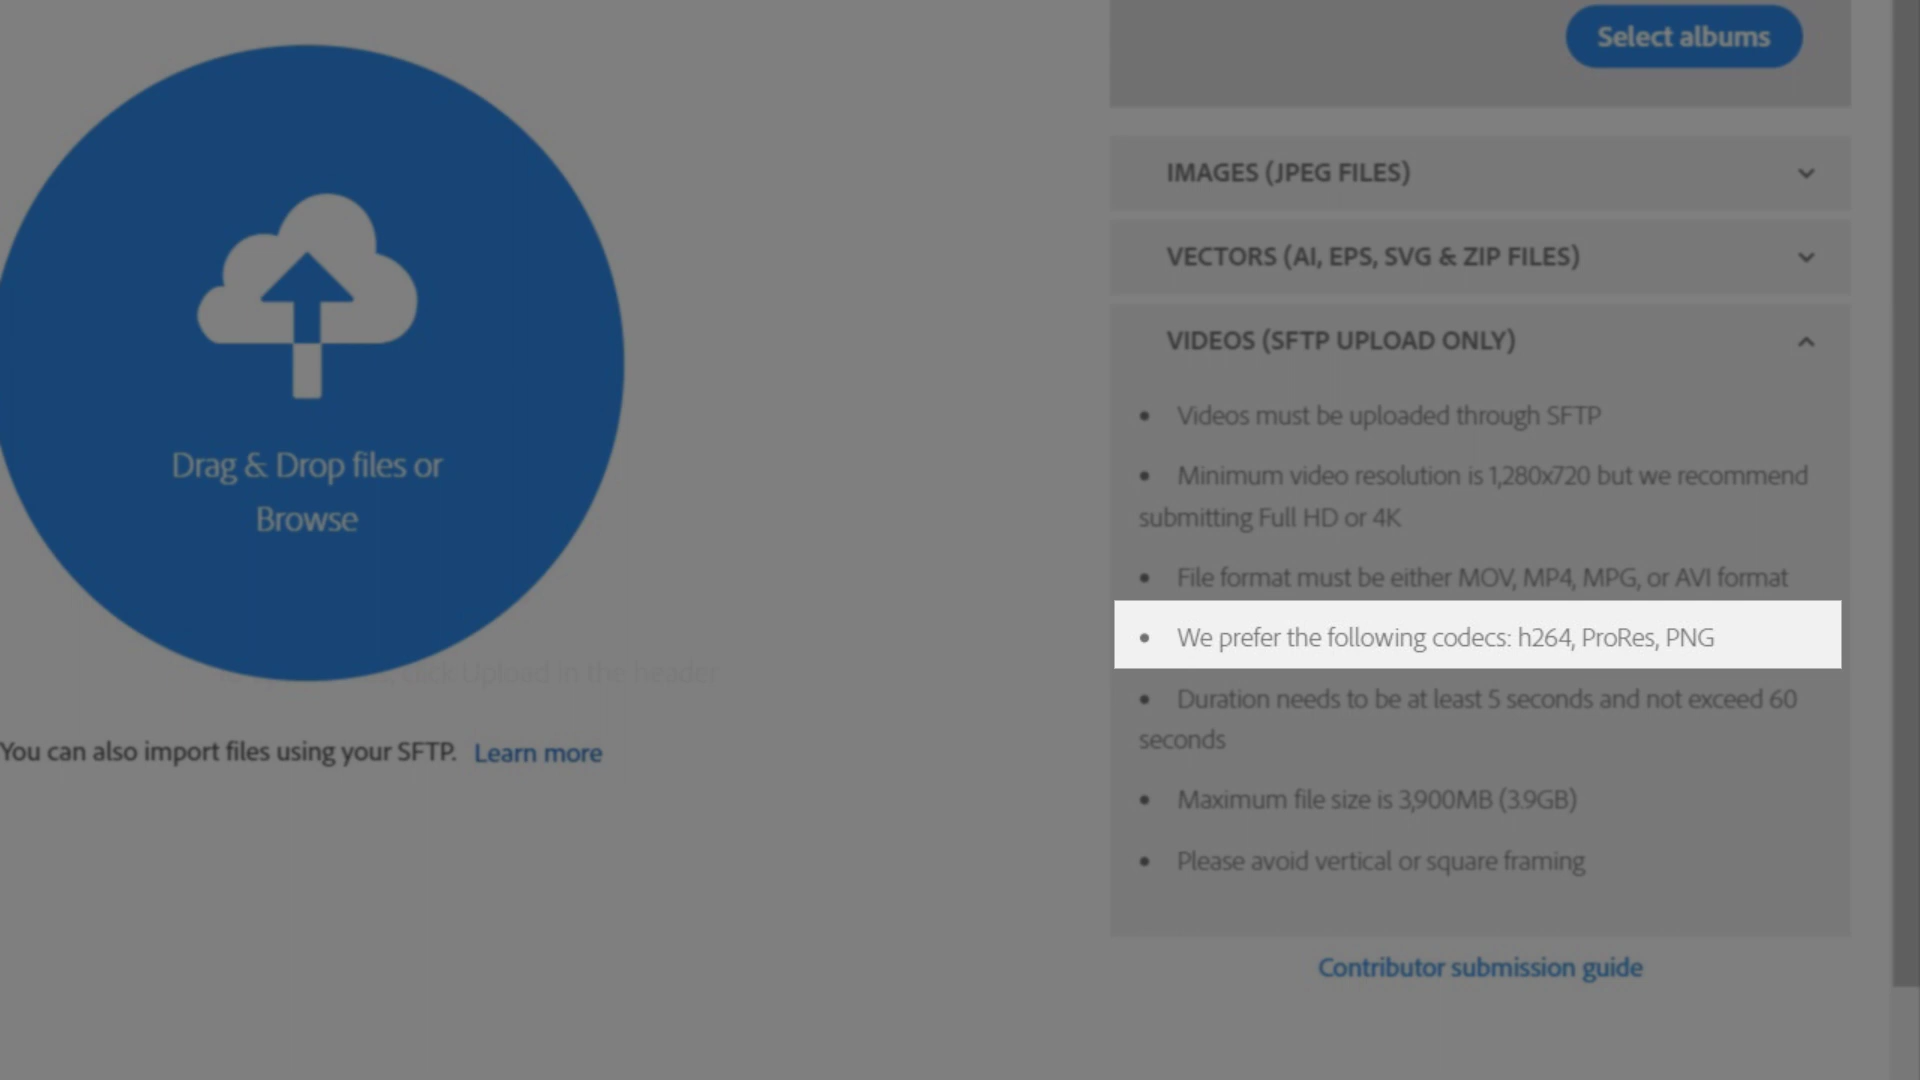 Select albums
IMAGES (JPEG FILES)
VECTORS (AI, EPS, SVG & ZIP FILES)
VIDEOS (SFTP UPLOAD ONLY)
• Videos must be uploaded through SFTP
• Minimum video resolution is 1,280x720 but we recommend
submitting Full HD or 4K
• File format must be either MOV, MP4, MPG, or AVI format
• We prefer the following codecs: h264, ProRes, PNG
• Duration needs to be at least 5 seconds and not exceed 60
seconds
• Maximum file size is 3,900MB (3.9GB)
• Please avoid vertical or square framing
Contributor submission guide
Drag & Drop files or
Browse
click Upload in the header
You can also import files using your SFTP. Learn more